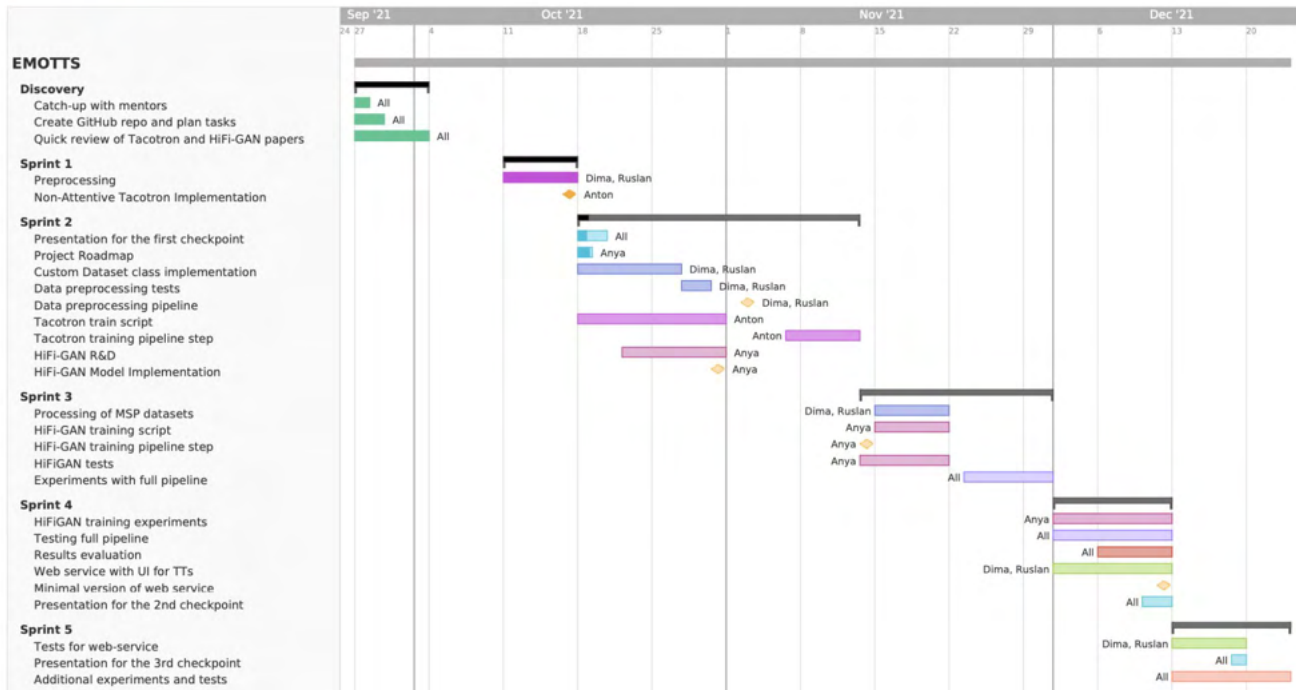 Sep '21 Oct '21 Nov '21 Dec '21
24 27 4 11 18 25 1 8 15 22 29 6 13 20
EMOTTS
Discovery
Catch-up with mentors All
Create GitHub repo and plan tasks All
Quick review of Tacotron and HiFi-GAN papers All
Sprint 1
Preprocessing Dima, Ruslan
Non-Attentive Tacotron Implementation Anton
Sprint 2
Presentation for the first checkpoint All
Project Roadmap Anya
Custom Dataset class implementation Dima, Ruslan
Data preprocessing tests Dima, Ruslan
Data preprocessing pipeline Dima, Ruslan
Tacotron train script Anton
Tacotron training pipeline step Anton
HiFi-GAN R&D Anya
HiFi-GAN Model Implementation Anya
Sprint 3
Processing of MSP datasets Dima, Ruslan
HiFi-GAN training script Anya
HiFi-GAN training pipeline step Anya
HiFiGAN tests Anya
Experiments with full pipeline All
Sprint 4
HiFiGAN training experiments Anya
Testing full pipeline All
Results evaluation All
Web service with UI for TTs Dima, Ruslan
Minimal version of web service
Presentation for the 2nd checkpoint All
Sprint 5
Tests for web-service Dima, Ruslan
Presentation for the 3rd checkpoint All
Additional experiments and tests All